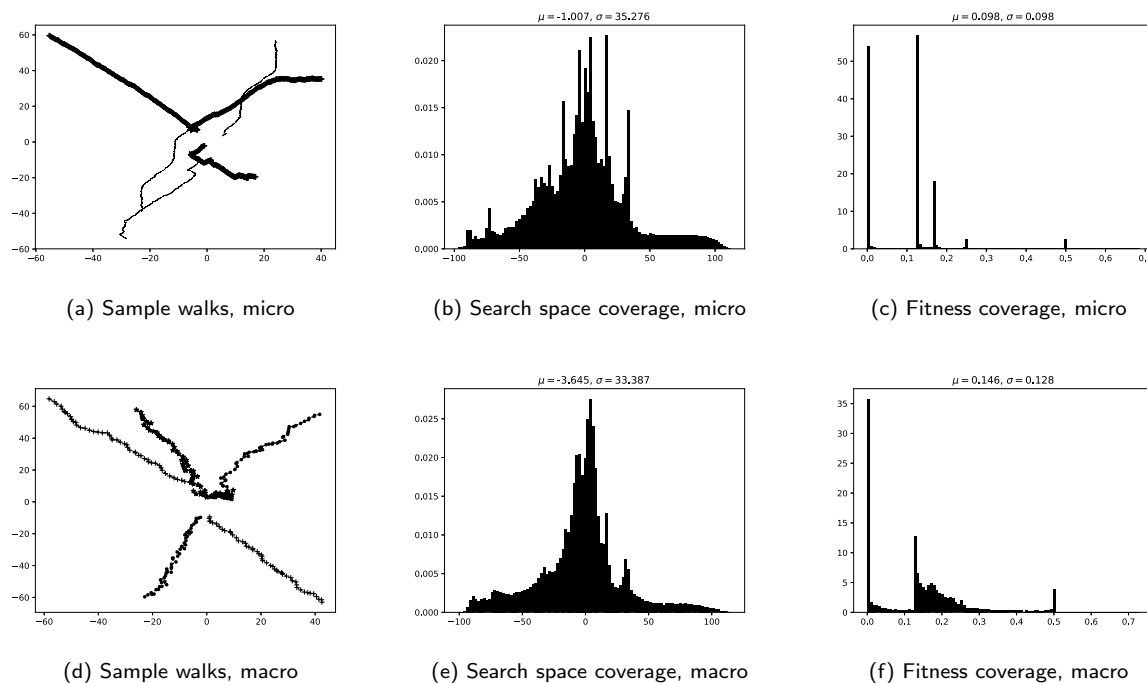 μ = -1.007, σ = 35.276
μ = 0.098, σ = 0.098
60
40
20
0
−20
−40
−60
−60 −40 −20 0 20 40
0.020
0.015
0.010
0.005
0.000
−100 −50 0 50 100
50
40
30
20
10
0
0.0 0.1 0.2 0.3 0.4 0.5 0.6 0.7
(a) Sample walks, micro
(b) Search space coverage, micro
(c) Fitness coverage, micro
μ = -3.645, σ = 33.387
μ = 0.146, σ = 0.128
60
40
20
0
−20
−40
−60
−60 −40 −20 0 20 40
0.025
0.020
0.015
0.010
0.005
0.000
−100 −50 0 50 100
35
30
25
20
15
10
5
0
0.0 0.1 0.2 0.3 0.4 0.5 0.6 0.7
(d) Sample walks, macro
(e) Search space coverage, macro
(f) Fitness coverage, macro